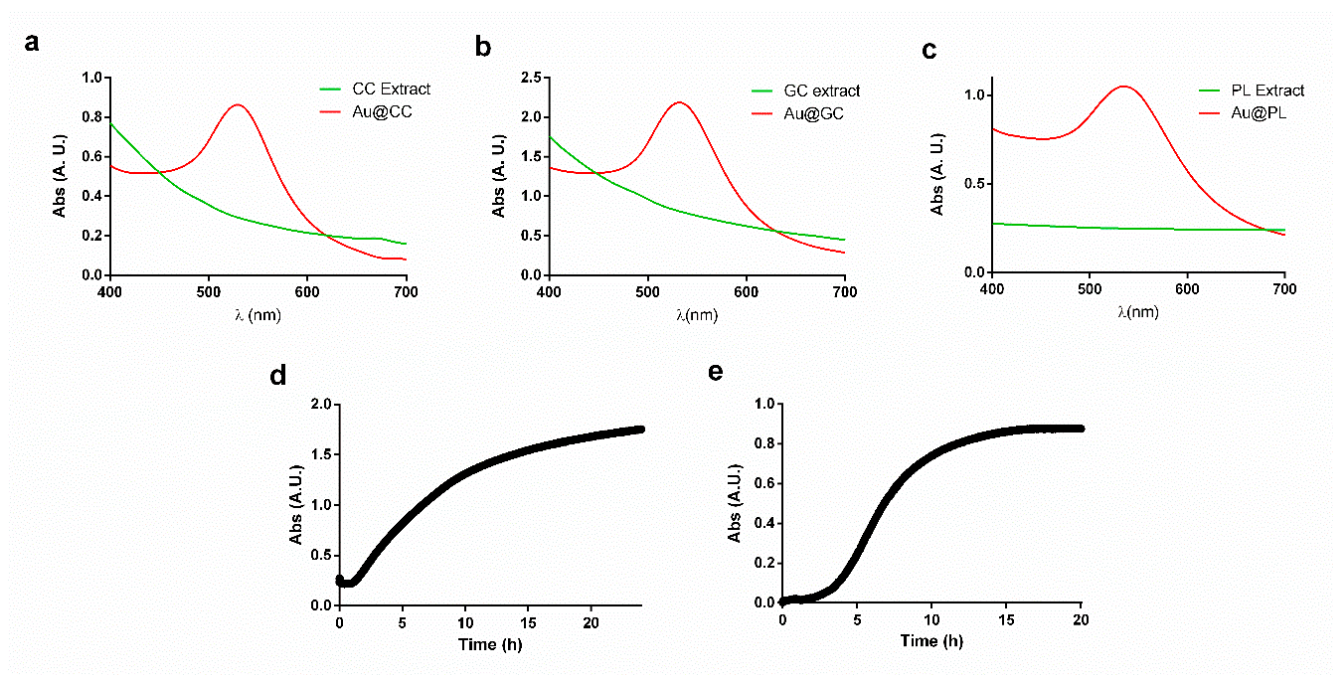 a
b
c
1.0
0.8
0.6
0.4
0.2
0.0
400
500
600
700
Abs (A. U.)
λ (nm)
CC Extract
Au@CC
2.5
2.0
1.5
1.0
0.5
0.0
400
500
600
700
Abs (A. U.)
λ (nm)
GC extract
Au@GC
1.0
0.5
0.0
400
500
600
700
Abs (A. U.)
λ(nm)
PL Extract
Au@PL
d
e
2.0
1.5
1.0
0.5
0.0
0
5
10
15
20
Abs (A.U.)
Time (h)
1.0
0.8
0.6
0.4
0.2
0.0
0
5
10
15
20
Abs (A.U.)
Time (h)